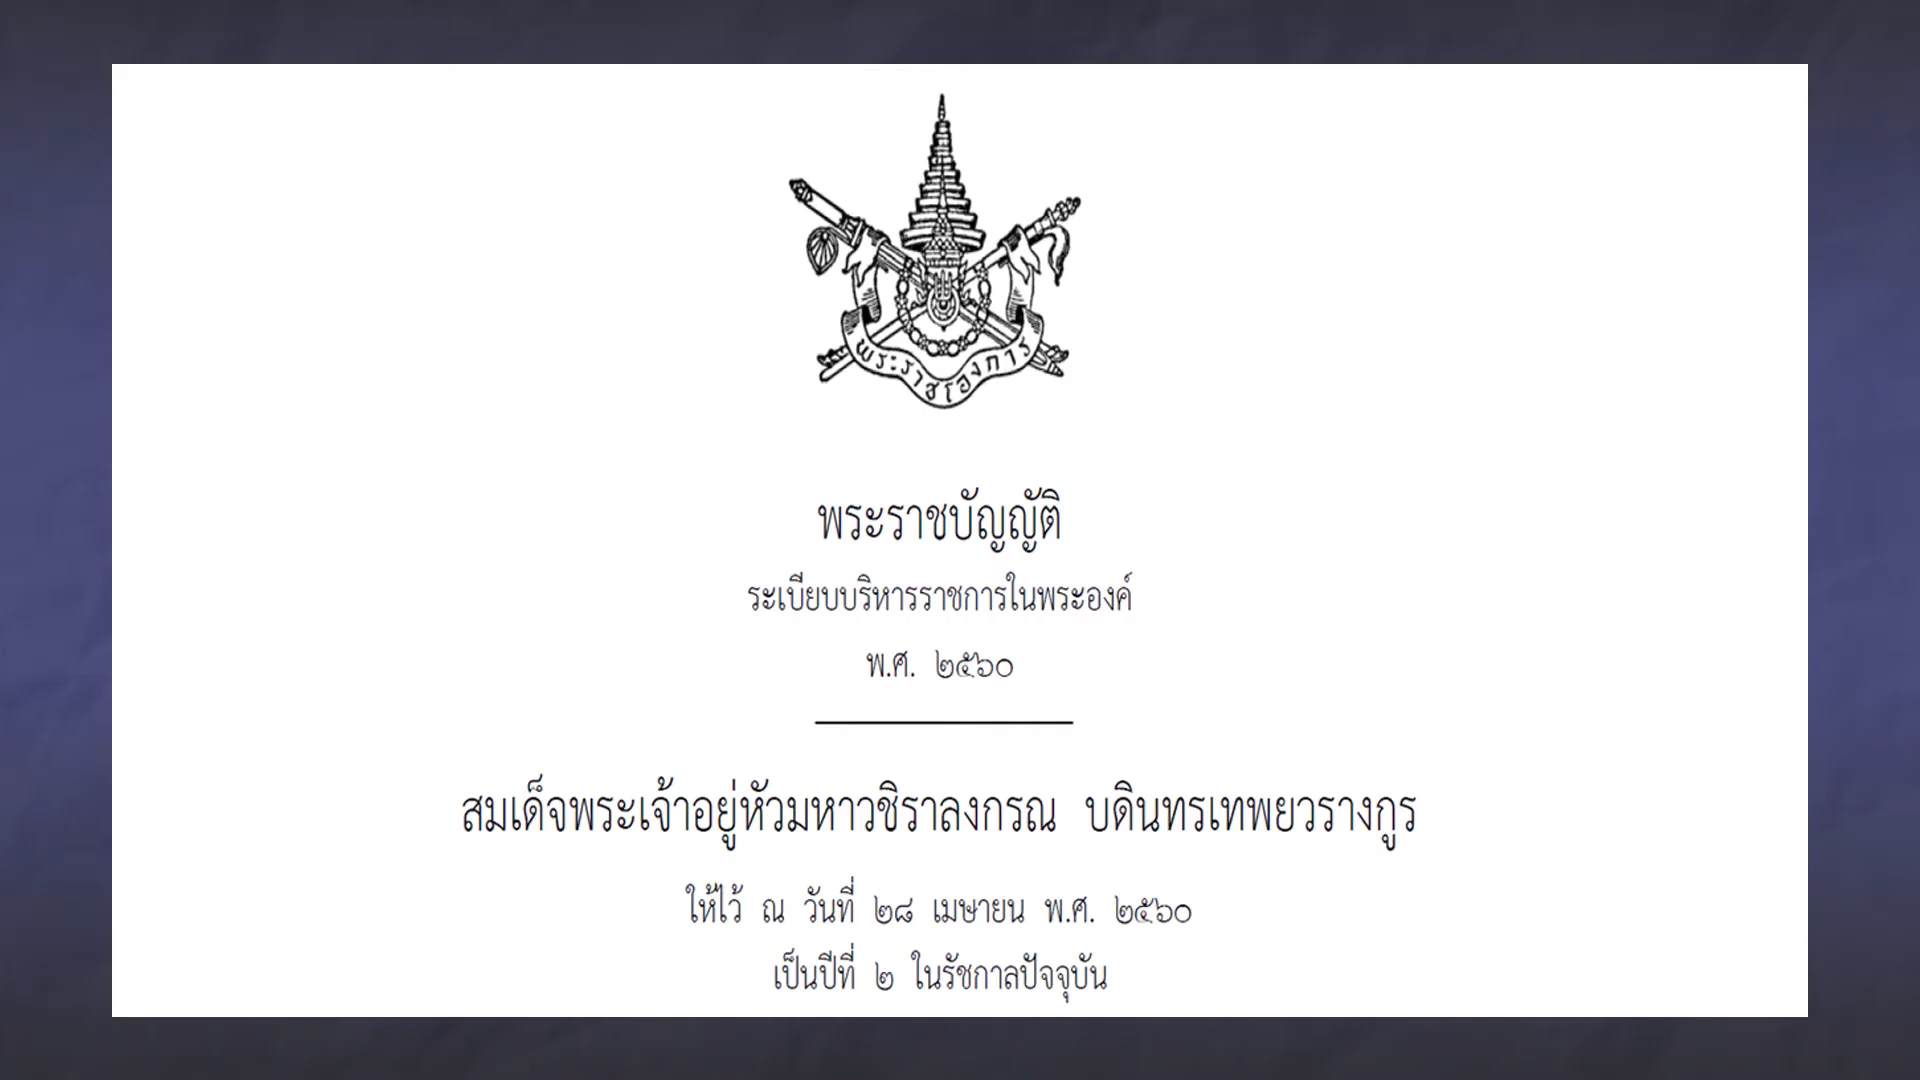 พระราชโองการ
พระราชบัญญัติ
ระเบียบบริหารราชการในพระองค์
พ.ศ. ๒๕๖๐
สมเด็จพระเจ้าอยู่หัวมหาวชิราลงกรณ บดินทรเทพยวรางกูร
ให้ไว้ ณ วันที่ ๒๘ เมษายน พ.ศ. ๒๕๖๐
เป็นปีที่ ๒ ในรัชกาลปัจจุบัน